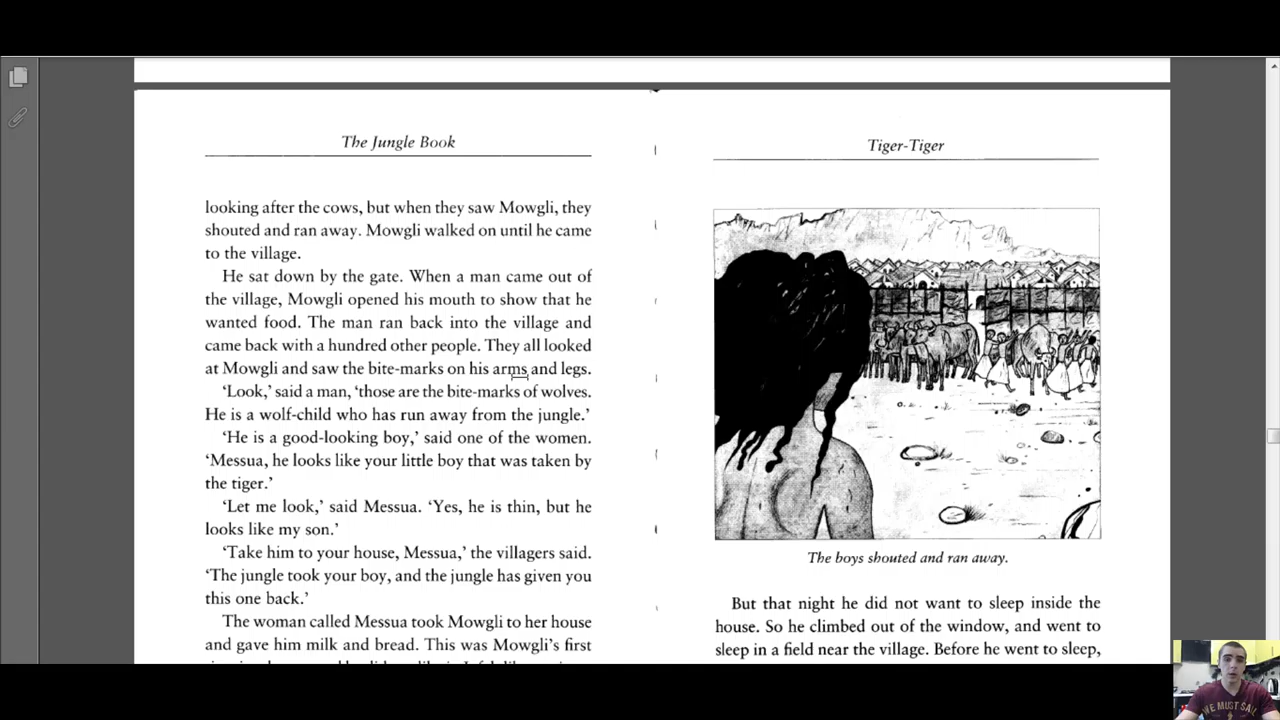 The Jungle Book
looking after the cows, but when they saw Mowgli, they
shouted and ran away. Mowgli walked on until he came
to the village.
He sat down by the gate. When a man came out of
the village, Mowgli opened his mouth to show that he
wanted food. The man ran back into the village and
came back with a hundred other people. They all looked
at Mowgli and saw the bite-marks on his arms and legs.
‘Look,’ said a man, ‘those are the bite-marks of wolves.
He is a wolf-child who has run away from the jungle.’
‘He is a good-looking boy,’ said one of the women.
‘Messua, he looks like your little boy that was taken by
the tiger.’
‘Let me look,’ said Messua. ‘Yes, he is thin, but he
looks like my son.’
‘Take him to your house, Messua,’ the villagers said.
‘The jungle took your boy, and the jungle has given you
this one back.’
The woman called Messua took Mowgli to her house
and gave him milk and bread. This was Mowgli’s first
Tiger-Tiger
The boys shouted and ran away.
But that night he did not want to sleep inside the
house. So he climbed out of the window, and went to
sleep in a field near the village. Before he went to sleep,
WE MUST SAIL